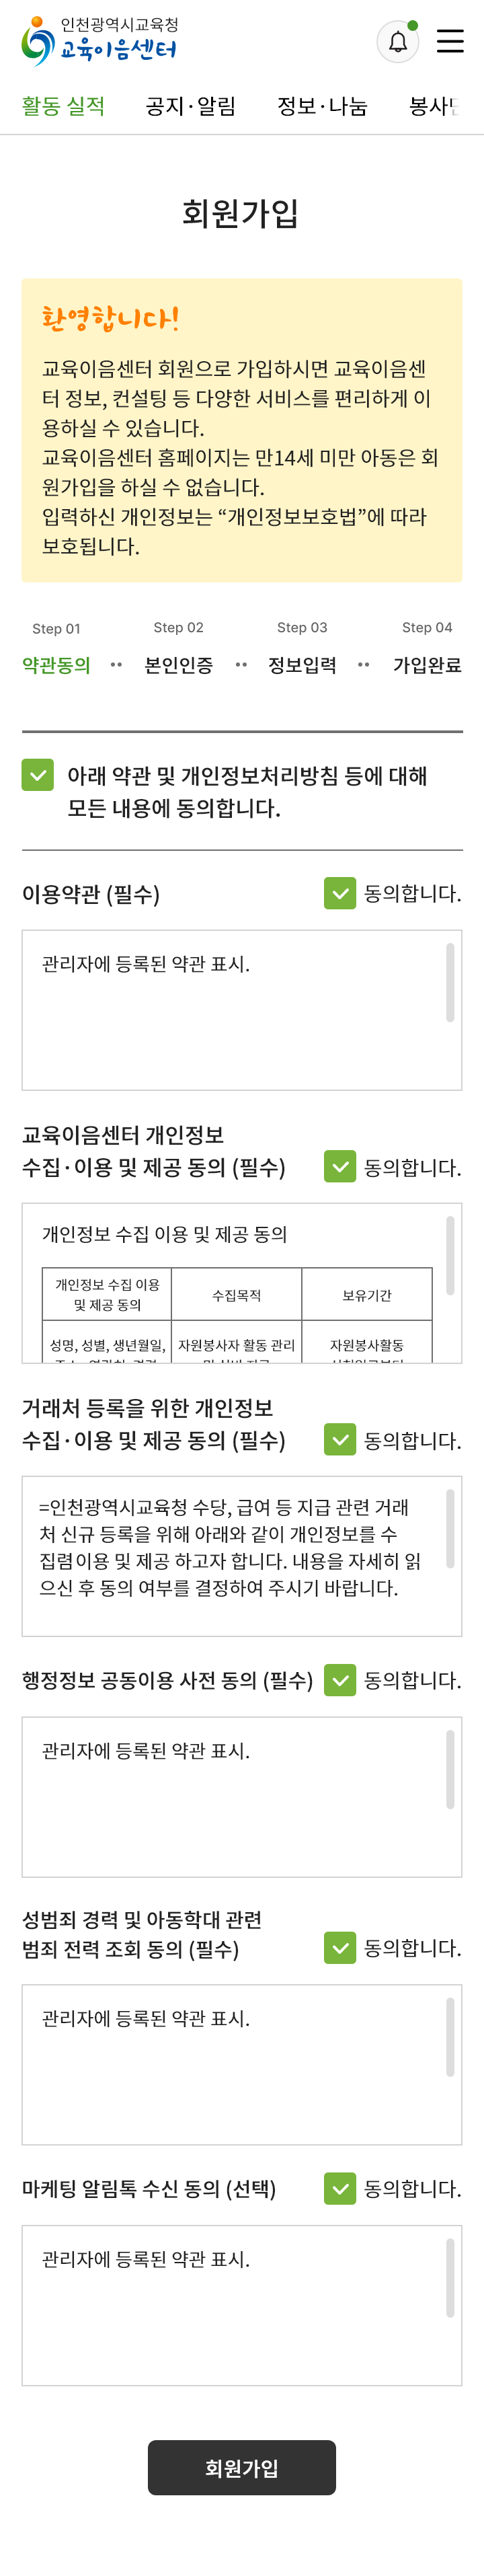 인천광역시교육청
교육이음센터
활동 실적 공지·알림 정보·나눔 봉사
회원가입
환영합니다!
교육이음센터 회원으로 가입하시면 교육이음센
터 정보, 컨설팅 등 다양한 서비스를 편리하게 이
용하실 수 있습니다.
교육이음센터 홈페이지는 만14세 미만 아동은 회
원가입을 하실 수 없습니다.
입력하신 개인정보는 “개인정보보호법”에 따라
보호됩니다.
Step 01 Step 02 Step 03 Step 04
약관동의 본인인증 정보입력 가입완료
아래 약관 및 개인정보처리방침 등에 대해
모든 내용에 동의합니다.
이용약관 (필수) 동의합니다.
관리자에 등록된 약관 표시.
교육이음센터 개인정보
수집·이용 및 제공 동의 (필수) 동의합니다.
개인정보 수집 이용 및 제공 동의
개인정보 수집 이용
및 제공 동의
수집목적
보유기간
성명, 성별, 생년월일, 자원봉사자 활동 관리 자원봉사활동
거래처 등록을 위한 개인정보
수집·이용 및 제공 동의 (필수) 동의합니다.
=인천광역시교육청 수당, 급여 등 지급 관련 거래
처 신규 등록을 위해 아래와 같이 개인정보를 수
집렴이용 및 제공 하고자 합니다. 내용을 자세히 읽
으신 후 동의 여부를 결정하여 주시기 바랍니다.
행정정보 공동이용 사전 동의 (필수) 동의합니다.
관리자에 등록된 약관 표시.
성범죄 경력 및 아동학대 관련
범죄 전력 조회 동의 (필수) 동의합니다.
관리자에 등록된 약관 표시.
마케팅 알림톡 수신 동의 (선택) 동의합니다.
관리자에 등록된 약관 표시.
회원가입